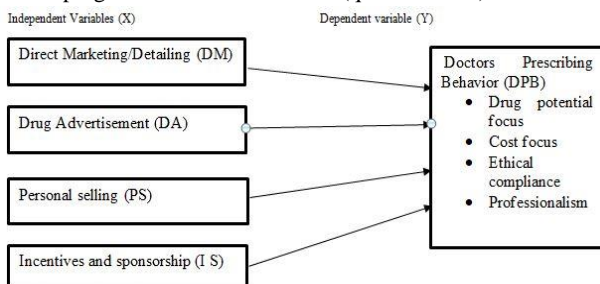 Independent Variables (X)
Dependent variable (Y)
Direct Marketing/Detailing (DM)
Drug Advertisement (DA)
Personal selling (PS)
Incentives and sponsorship (I S)
Doctors Prescribing
Behavior (DPB)
• Drug potential
focus
• Cost focus
• Ethical
compliance
• Professionalism